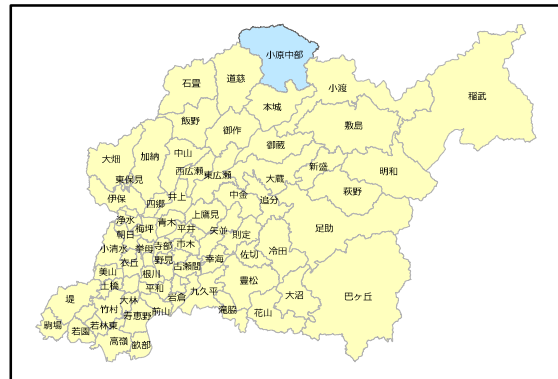 小原中部
石畳
道慈
小渡
稲武
本城
飯野
御作
敷島
御蔵
大畑
加納
中山
西広瀬
東広瀬
新盛
明和
大蔵
東保見
萩野
伊保
四郷
井上
中金
追分
浄水
梅坪
青木
上鷹見
足助
朝日
平井
矢並
則定
小清水
挙母
寺部
市木
冷田
衣丘
野見
古瀬間
幸海
佐切
美山
根川
土橋
平和
豊松
堤
大林
岩倉
九久平
大沼
巴ヶ丘
竹村
寿恵野
前山
滝脇
花山
駒場
若園
若林東
高嶺
畝部